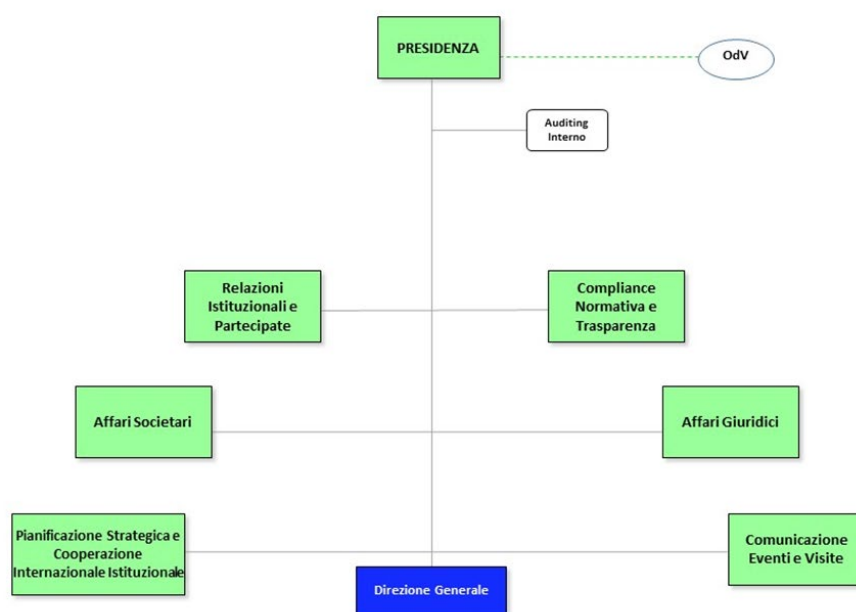 PRESIDENZA
OdV
Auditing
Interno
Relazioni
Istituzionali e
Partecipate
Compliance
Normativa e
Trasparenza
Affari Societari
Affari Giuridici
Pianificazione Strategica e
Cooperazione
Internazionale Istituzionale
Comunicazione
Eventi e Visite
Direzione Generale